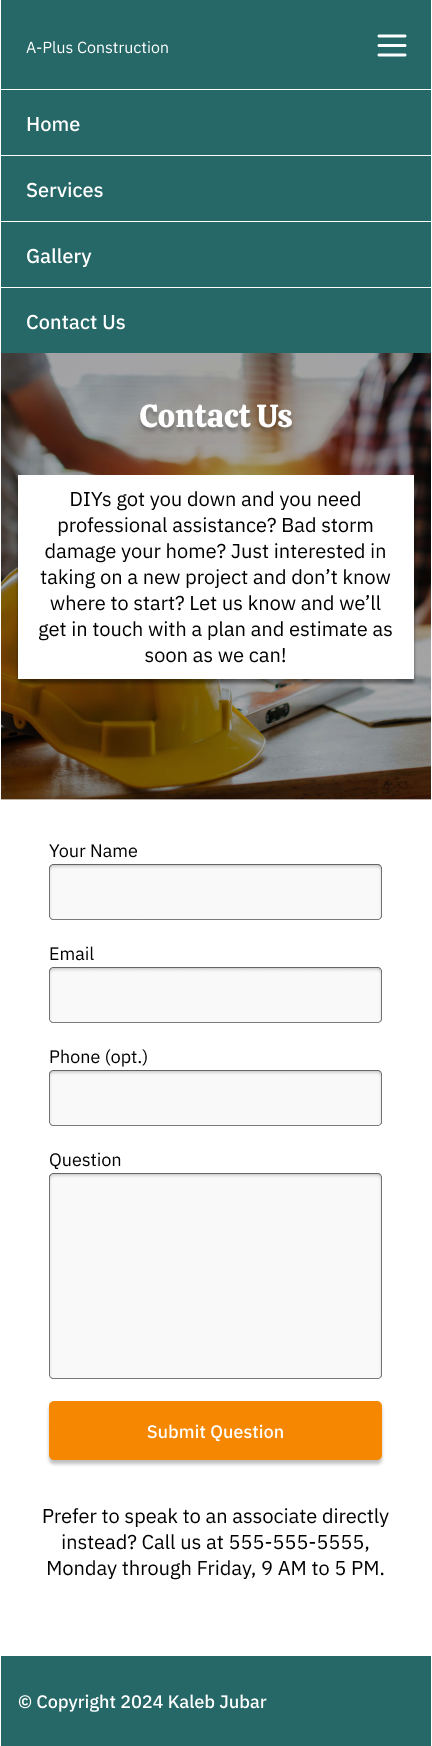 A-Plus Construction
Home
Services
Gallery
Contact Us
Contact Us
DIYs got you down and you need
professional assistance? Bad storm
damage your home? Just interested in
taking on a new project and don’t know
where to start? Let us know and we’ll
get in touch with a plan and estimate as
soon as we can!
Your Name
Email
Phone (opt.)
Question
Submit Question
Prefer to speak to an associate directly
instead? Call us at 555-555-5555,
Monday through Friday, 9 AM to 5 PM.
© Copyright 2024 Kaleb Jubar